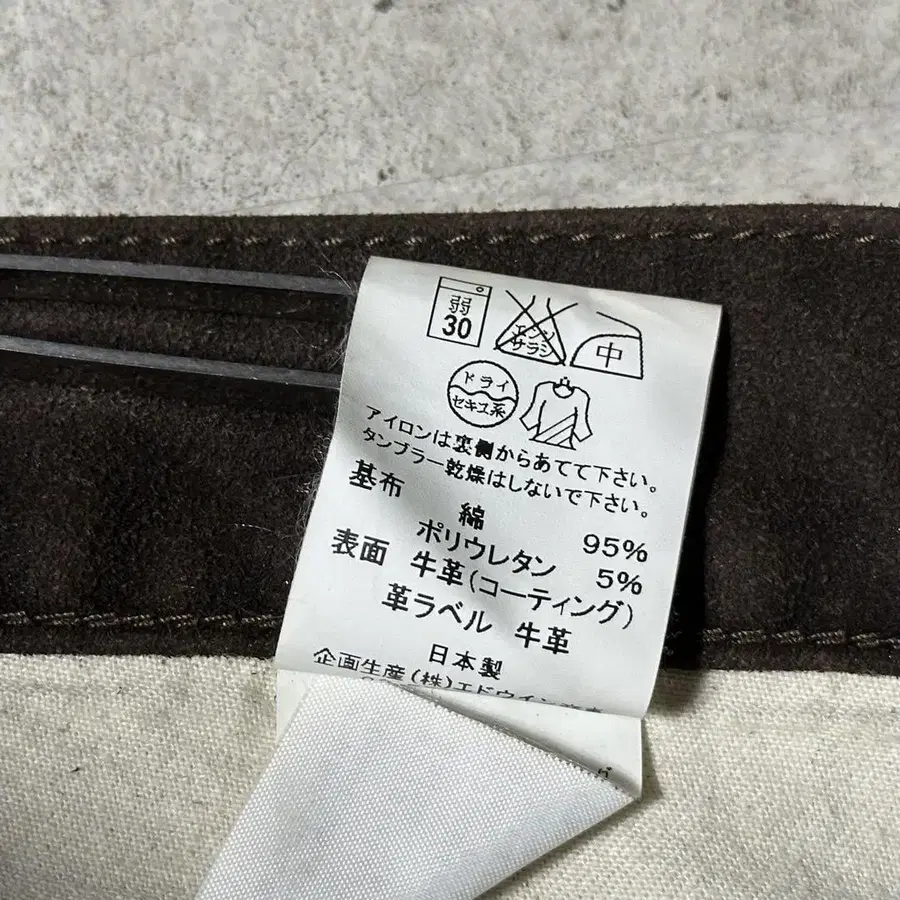 弱
30
エンソ
サラシ
中
ドライ
セキユ系
アイロンは裏側からあてて下さい。
タンブラー乾燥はしないで下さい。
基布 綿 95%
ポリウレタン 5%
表面 牛革(コーティング)
革ラベル 牛革
日本製
企画生産(株)エドウイン